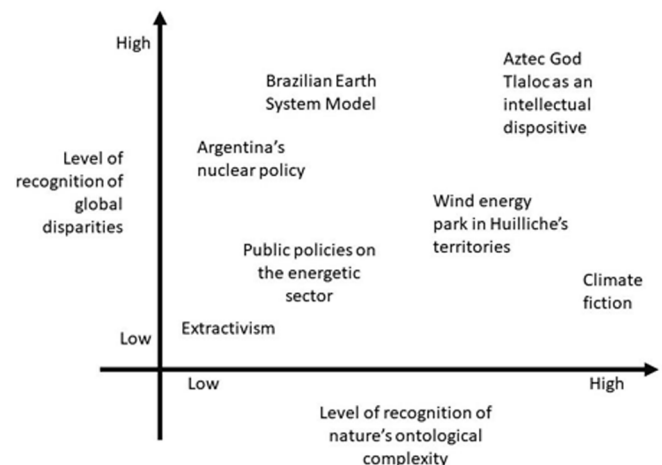 High
Aztec God
Tlaloc as an
intellectual
dispositive
Brazilian Earth
System Model
Argentina's
nuclear policy
Level of
recognition of
global
disparities
Wind energy
park in Huilliche's
territories
Public policies on
the energetic
sector
Climate
fiction
Extractivism
Low
Low
High
Level of recognition of
nature's ontological
complexity